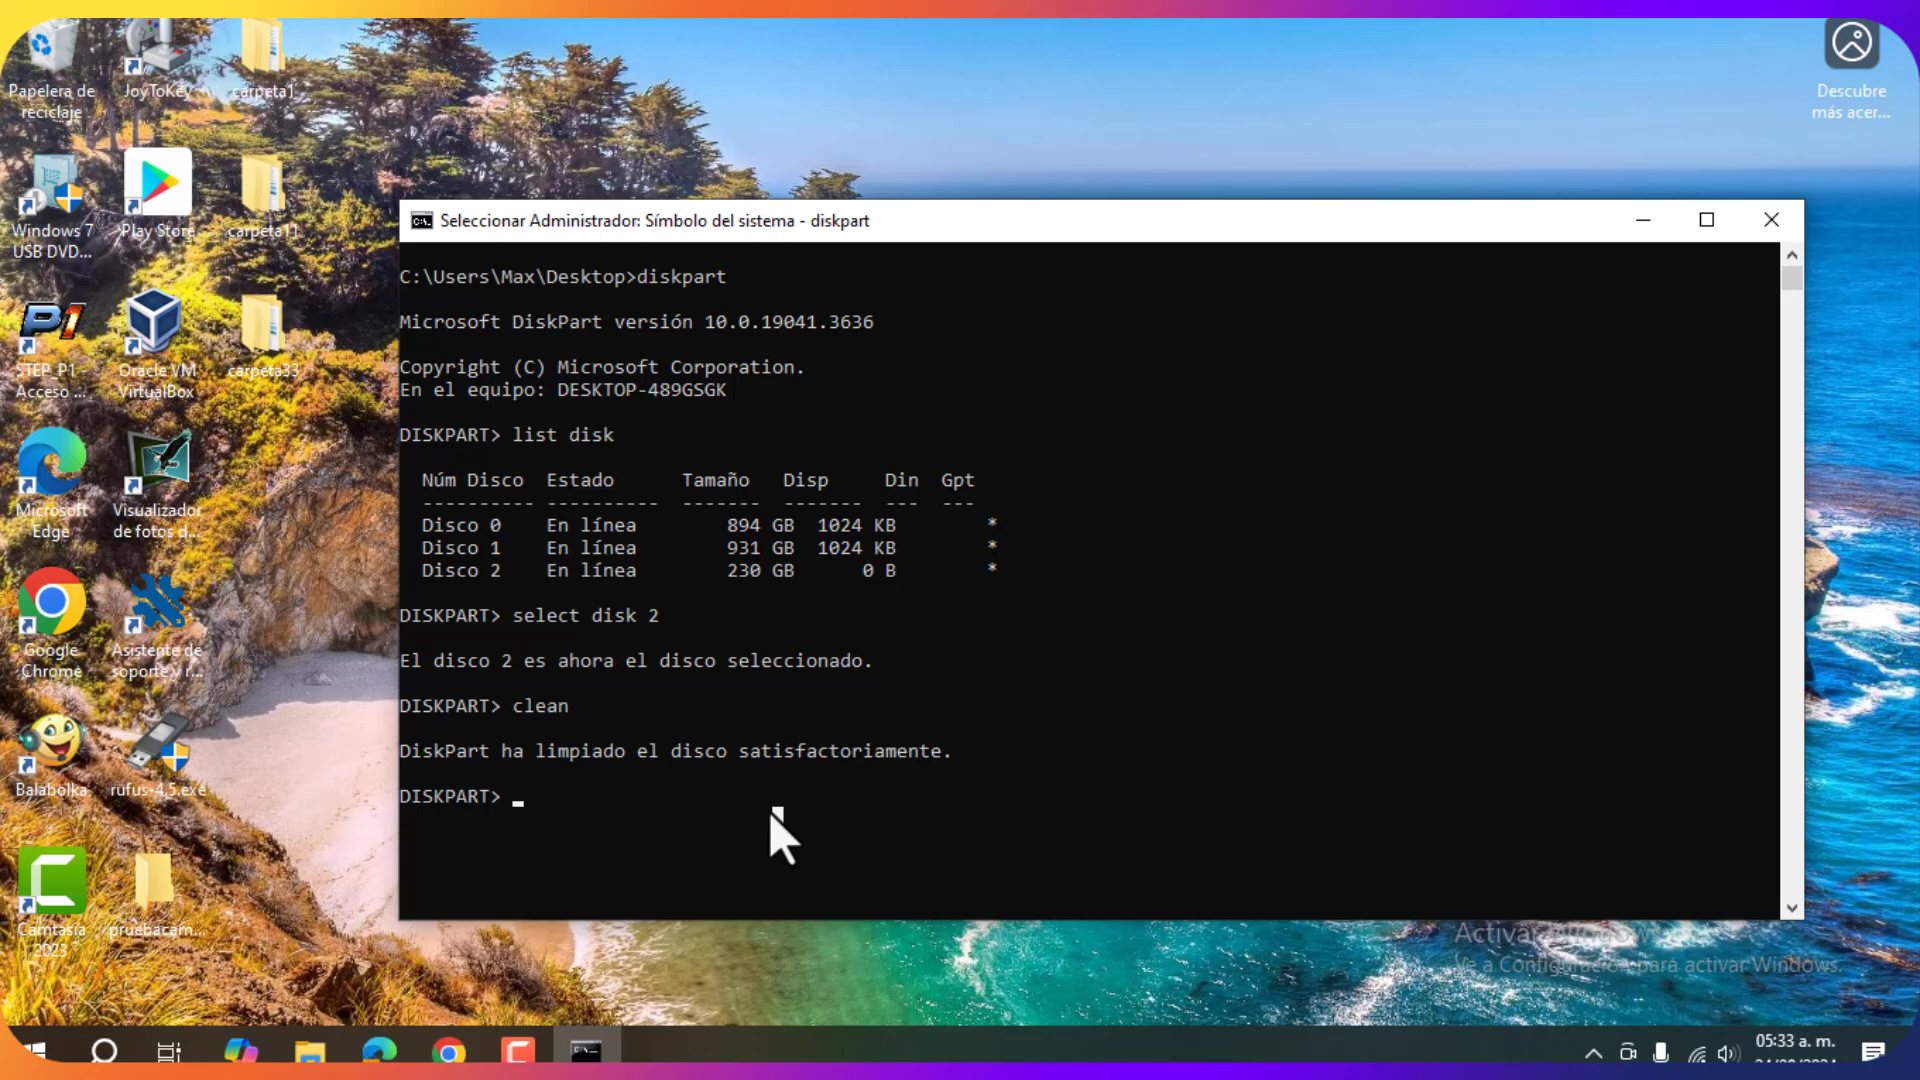 Papelera de
reciclaje
JoyToKey
carpeta1
Descubre
más acer...
Windows 7
USB DVD...
Play Store
carpeta11
STEP_P1 -
Acceso ...
Oracle VM
VirtualBox
carpeta33
Microsoft
Edge
Visualizador
de fotos d...
Google
Chrome
Asistente de
soporte y r...
Balabolka
rufus-4.5.exe
Camtasia
2023
pruebacam...
Seleccionar Administrador: Símbolo del sistema - diskpart
C:\Users\Max\Desktop>diskpart
Microsoft DiskPart versión 10.0.19041.3636
Copyright (C) Microsoft Corporation.
En el equipo: DESKTOP-489GSGK
DISKPART> list disk
Núm Disco  Estado      Tamaño   Disp     Din  Gpt
---------- ----------  -------  -------  ---  ---
Disco 0    En línea        894 GB  1024 KB        *
Disco 1    En línea        931 GB  1024 KB        *
Disco 2    En línea        230 GB      0 B        *
DISKPART> select disk 2
El disco 2 es ahora el disco seleccionado.
DISKPART> clean
DiskPart ha limpiado el disco satisfactoriamente.
DISKPART>
Activar Windows
Ve a Configuración para activar Windows.
05:33 a. m.